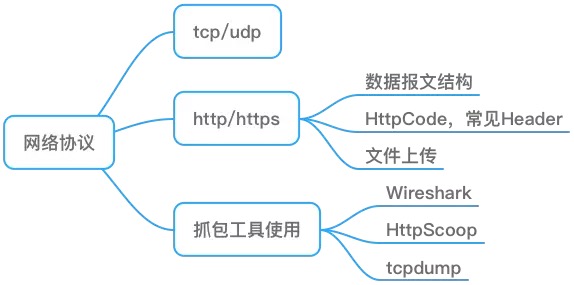 网络协议
tcp/udp
http/https
数据报文结构
HttpCode，常见Header
文件上传
抓包工具使用
Wireshark
HttpScoop
tcpdump